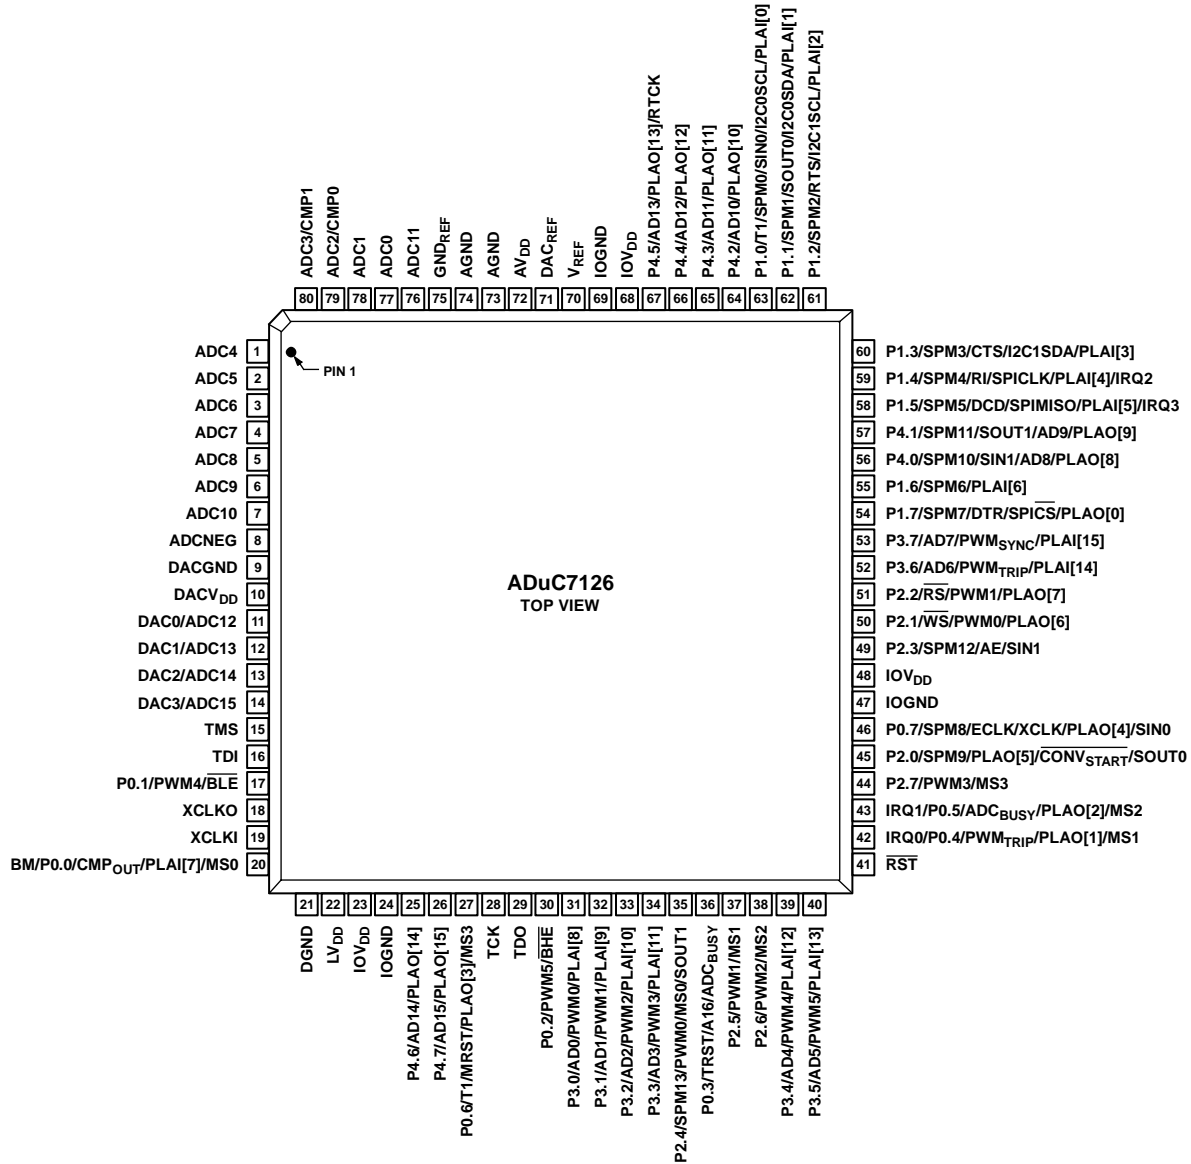 ADC3/CMP1
ADC2/CMP0
ADC1
ADC0
ADC11
GNDREF
AGND
AGND
AVDD
DACREF
VREF
IOGND
IOVDD
P4.5/AD13/PLAO[13]/RTCK
P4.4/AD12/PLAO[12]
P4.3/AD11/PLAO[11]
P4.2/AD10/PLAO[10]
P1.0/T1/SPM0/SIN0/I2C0SCL/PLAI[0]
P1.1/SPM1/SOUT0/I2C0SDA/PLAI[1]
P1.2/SPM2/RTS/I2C1SCL/PLAI[2]
80 79 78 77 76 75 74 73 72 71 70 69 68 67 66 65 64 63 62 61
ADC4 1
ADC5 2
ADC6 3
ADC7 4
ADC8 5
ADC9 6
ADC10 7
ADCNEG 8
DACGND 9
DACVDD 10
DAC0/ADC12 11
DAC1/ADC13 12
DAC2/ADC14 13
DAC3/ADC15 14
TMS 15
TDI 16
P0.1/PWM4/BLE 17
XCLKO 18
XCLKI 19
BM/P0.0/CMPOUT/PLAI[7]/MS0 20
PIN 1
ADuC7126
TOP VIEW
60 P1.3/SPM3/CTS/I2C1SDA/PLAI[3]
59 P1.4/SPM4/RI/SPICLK/PLAI[4]/IRQ2
58 P1.5/SPM5/DCD/SPIMISO/PLAI[5]/IRQ3
57 P4.1/SPM11/SOUT1/AD9/PLAO[9]
56 P4.0/SPM10/SIN1/AD8/PLAO[8]
55 P1.6/SPM6/PLAI[6]
54 P1.7/SPM7/DTR/SPICS/PLAO[0]
53 P3.7/AD7/PWMSYNC/PLAI[15]
52 P3.6/AD6/PWMTRIP/PLAI[14]
51 P2.2/RS/PWM1/PLAO[7]
50 P2.1/WS/PWM0/PLAO[6]
49 P2.3/SPM12/AE/SIN1
48 IOVDD
47 IOGND
46 P0.7/SPM8/ECLK/XCLK/PLAO[4]/SIN0
45 P2.0/SPM9/PLAO[5]/CONVSTART/SOUT0
44 P2.7/PWM3/MS3
43 IRQ1/P0.5/ADCBUSY/PLAO[2]/MS2
42 IRQ0/P0.4/PWMTRIP/PLAO[1]/MS1
41 RST
21 22 23 24 25 26 27 28 29 30 31 32 33 34 35 36 37 38 39 40
DGND
LVDD
IOVDD
IOGND
P4.6/AD14/PLAO[14]
P4.7/AD15/PLAO[15]
P0.6/T1/MRST/PLAO[3]/MS3
TCK
TDO
P0.2/PWM5/BHE
P3.0/AD0/PWM0/PLAI[8]
P3.1/AD1/PWM1/PLAI[9]
P3.2/AD2/PWM2/PLAI[10]
P3.3/AD3/PWM3/PLAI[11]
P2.4/SPM13/PWM0/MS0/SOUT1
P0.3/TRST/A16/ADCBUSY
P2.5/PWM1/MS1
P2.6/PWM2/MS2
P3.4/AD4/PWM4/PLAI[12]
P3.5/AD5/PWM5/PLAI[13]